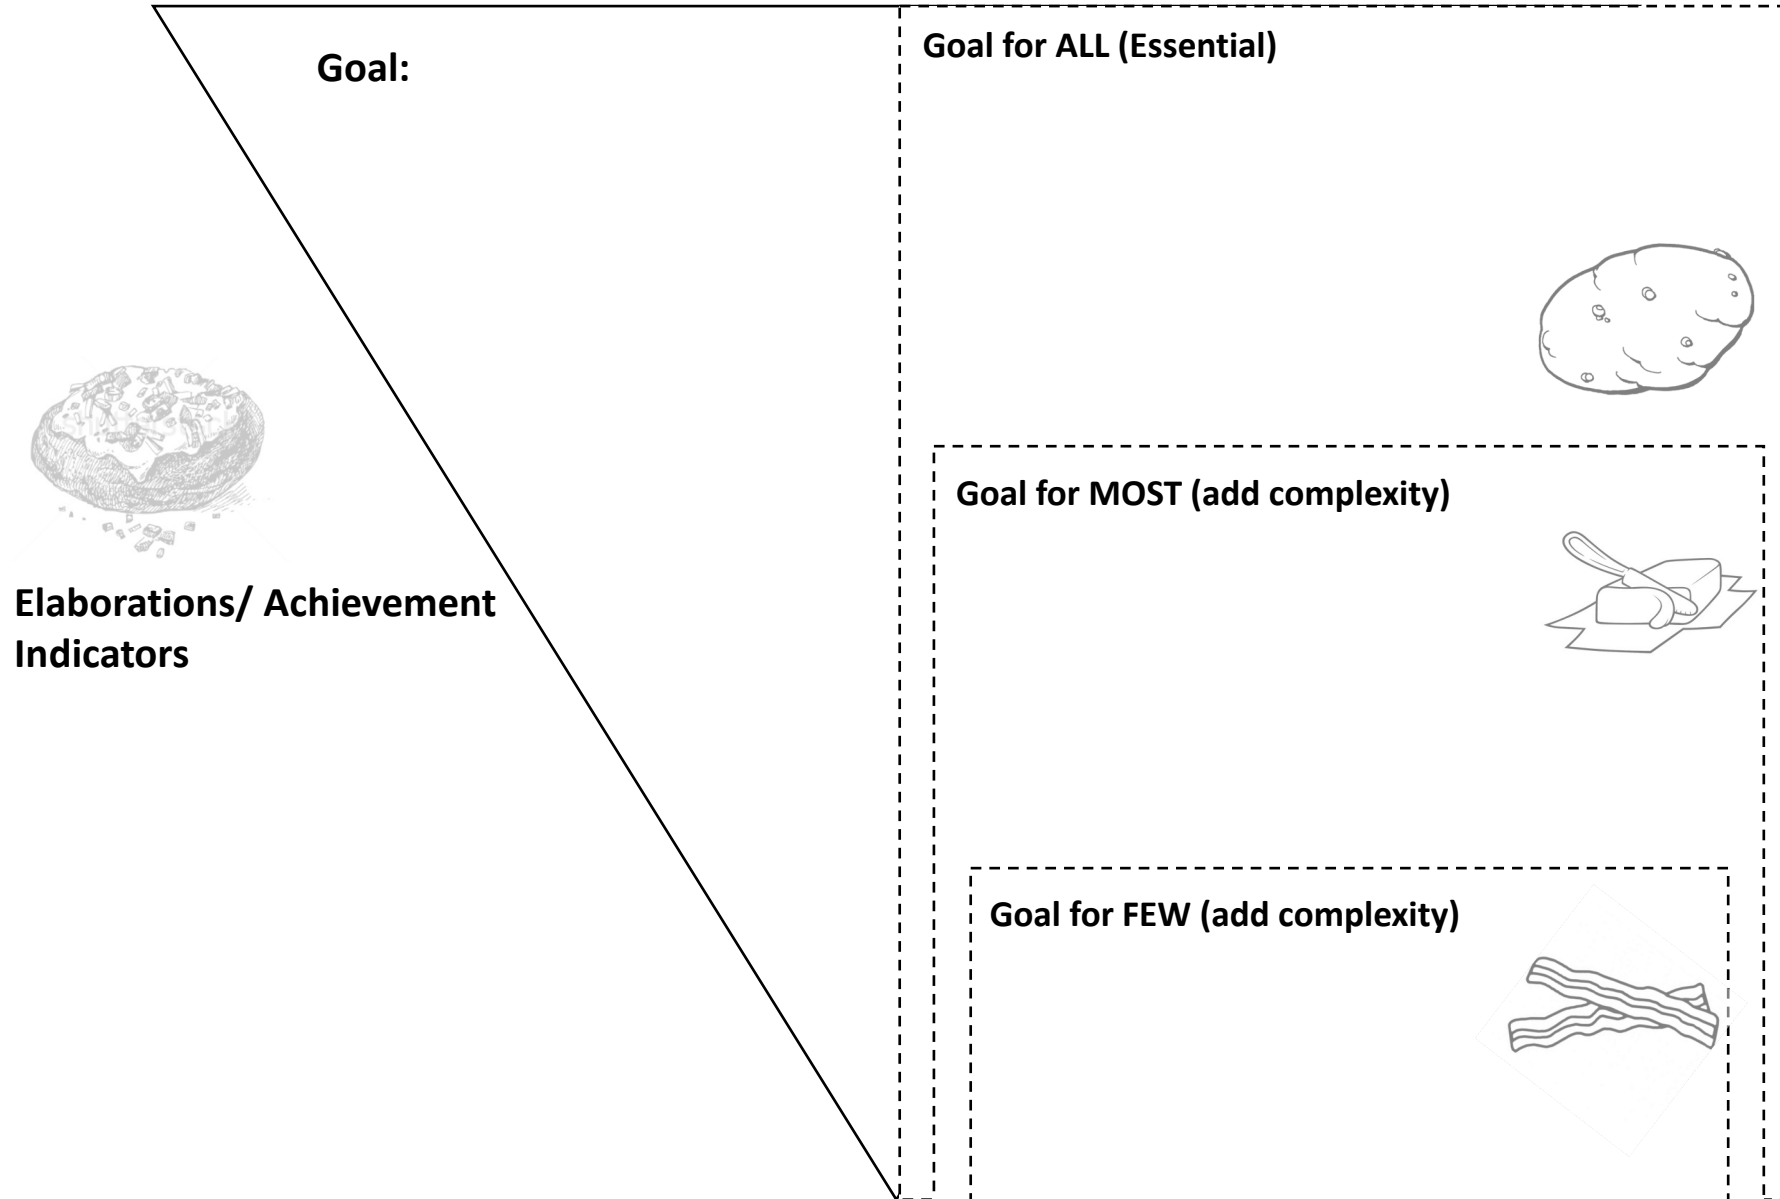 Goal:
Goal for ALL (Essential)
Goal for MOST (add complexity)
Elaborations/ Achievement
Indicators
Goal for FEW (add complexity)